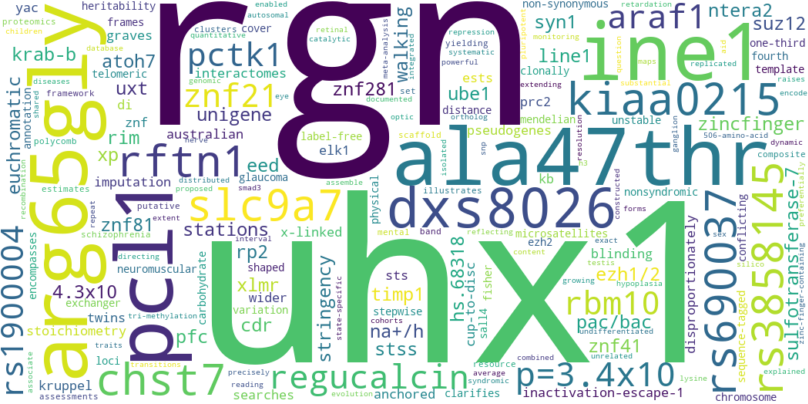 rgn
uhx1
ine1
ala47thr
arg65gly
dxs8026
kiaa0215
araf1
ntera2
suz12
syn1
line1
walking
pctk1
interactomes
ests
clonally
ube1
prc2
one-third
fourth
template
raises
encode
yac
heritability
frames
graves
clusters
cover
krab-b
atoh7
telomeric
uxt
znf21
znf281
unigene
znf
di
rim
australian
label-free
elk1
euchromatic
annotation
rftn1
eed
glaucoma
xp
imputation
pcl1
slc9a7
stations
x-linked
znf81
putative
estimates
repeat
extent
schizophrenia
encompasses
directing
neuromuscular
4.3x10
exchanger
twins
stoichiometry
tri-methylation
traits
transitions
loci
kruppel
assessments
associate
chst7
rs1900004
regucalcin
searches
anchored
clarifies
xlmr
rp2
shaped
wider
variation
cdr
pfc
carbohydrate
stringency
state-specific
physical
sts
timp1
stepwise
na+/h
fisher
cohorts
stss
cup-to-disc
hs.68318
sall4
microsatellites
illustrates
band
mental
reflecting
ezh2
exact
content
testis
growing
hypoplasia
undifferentiated
unrelated
resource
average
syndromic
reading
precisely
evolution
combined
lysine
p=3.4x10
inactivation-escape-1
chromosome
znf41
pac/bac
rbm10
ezh1/2
blinding
nonsyndromic
constructed
forms
sex
in silico
disproportionately
sequence-tagged
rs690037
conflicting
rs3858145
sulfotransferase-7
zinc-finger-containing
preferentially
explained
zincfinger
unstable
506-amino-acid
dynamic
composite
pseudogenes
mendelian
extending
kb
distance
scaffold
ortholog
isolated
snp
resolution
ganglion
h3
assemble
smad3
interval
proposed
distributed
nerve
optic
eye
set
documented
powerful
replicated
maps
substantial
question
aid
monitoring
retardation
non-synonymous
enabled
retinal
autosomal
quantitative
catalytic
meta-analysis
repression
yielding
systematic
integrated
genomic
database
children
proteomics
diseases
shared
framework
polycomb
recombination